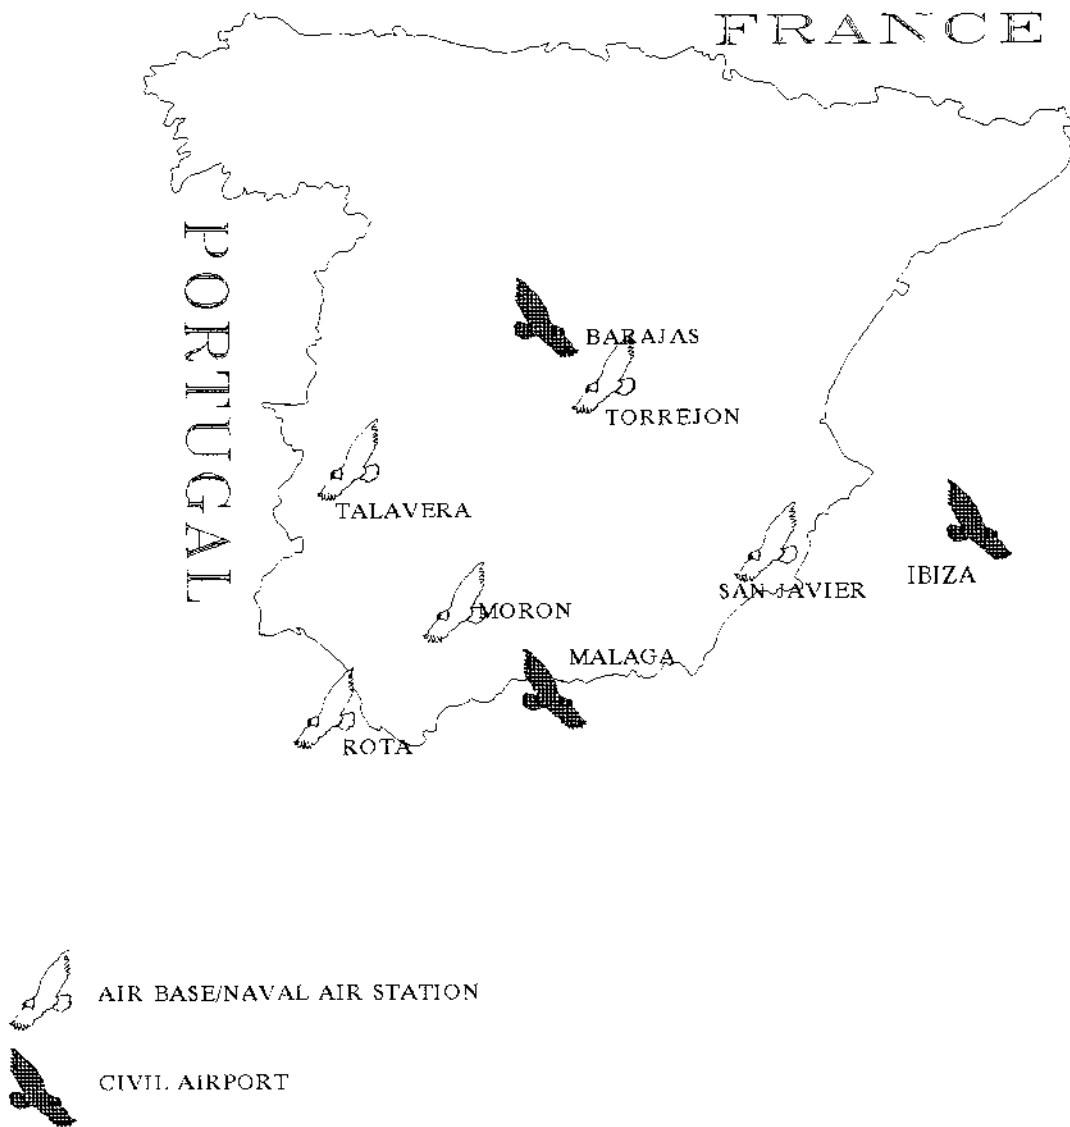 FRANCE
PORTUGAL
BARAJAS
TORREJON
TALAVERA
IBIZA
SAN JAVIER
MORON
MALAGA
ROTA
AIR BASE/NAVAL AIR STATION
CIVIL AIRPORT